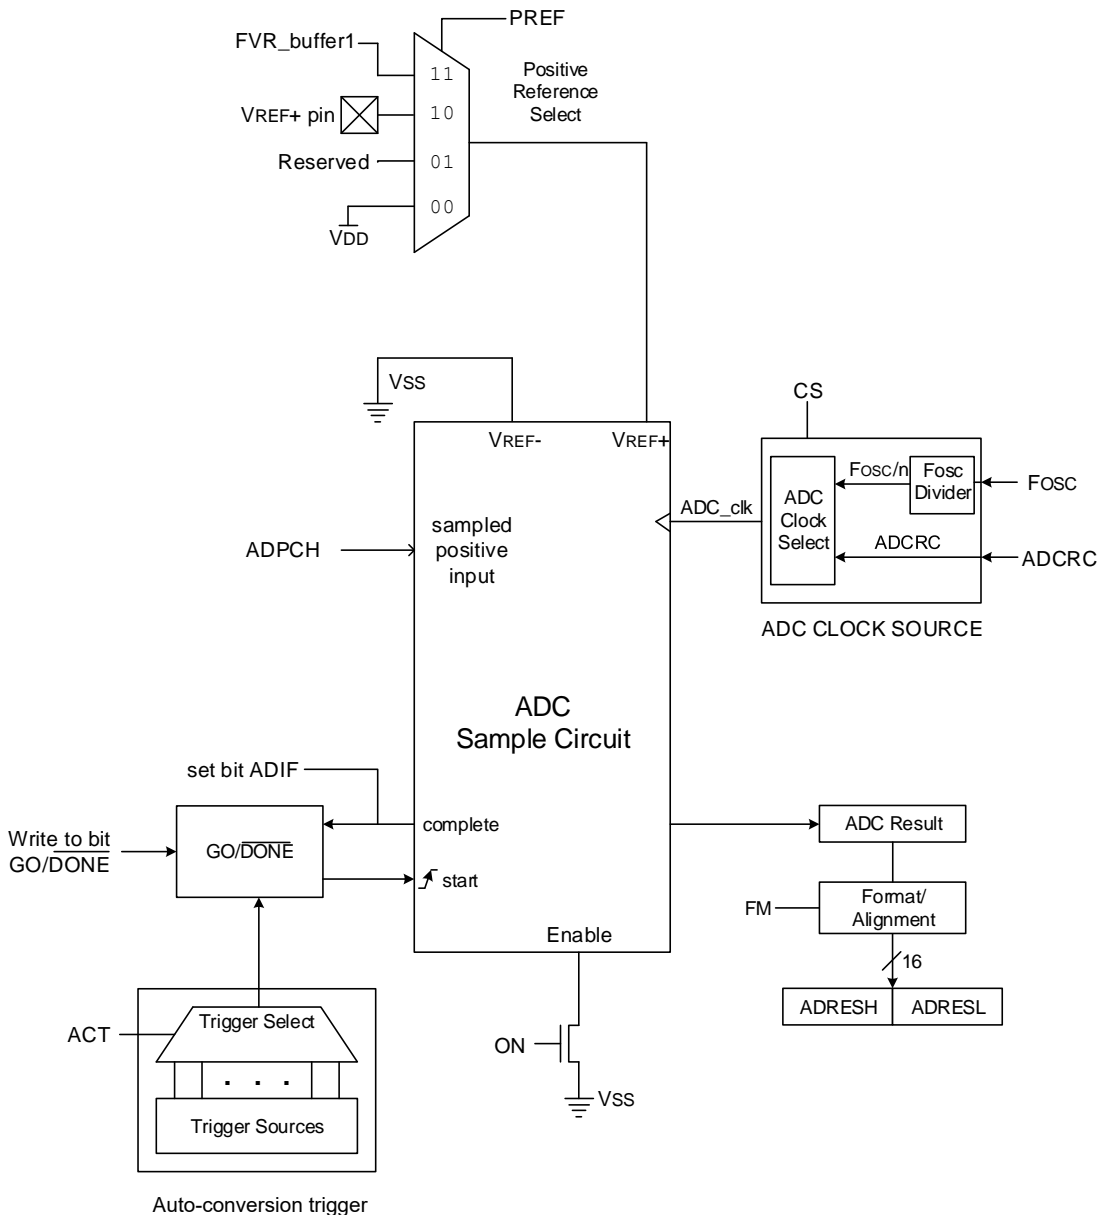 PREF
FVR_buffer1
11
Positive
Reference
Select
VREF+ pin
10
Reserved
01
00
VDD
VSS
VREF-
VREF+
CS
ADC
Clock
Select
FOSC/n
Fosc
Divider
FOSC
ADC_clk
ADCRC
ADCRC
ADC CLOCK SOURCE
ADPCH
sampled
positive
input
ADC
Sample Circuit
set bit ADIF
complete
Write to bit
GO/DONE
GO/DONE
start
ADC Result
FM
Format/
Alignment
16
ADRESH
ADRESL
Enable
ON
VSS
ACT
Trigger Select
. . .
Trigger Sources
Auto-conversion trigger